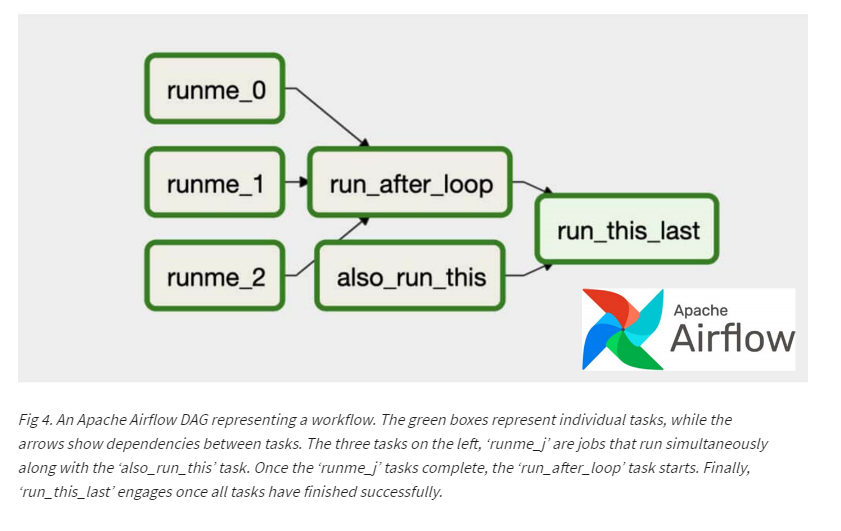 runme_0
runme_1
run_after_loop
run_this_last
runme_2
also_run_this
Apache
Airflow
Fig 4. An Apache Airflow DAG representing a workflow. The green boxes represent individual tasks, while the
arrows show dependencies between tasks. The three tasks on the left, ‘runme_j’ are jobs that run simultaneously
along with the ‘also_run_this’ task. Once the ‘runme_j’ tasks complete, the ‘run_after_loop’ task starts. Finally,
‘run_this_last’ engages once all tasks have finished successfully.